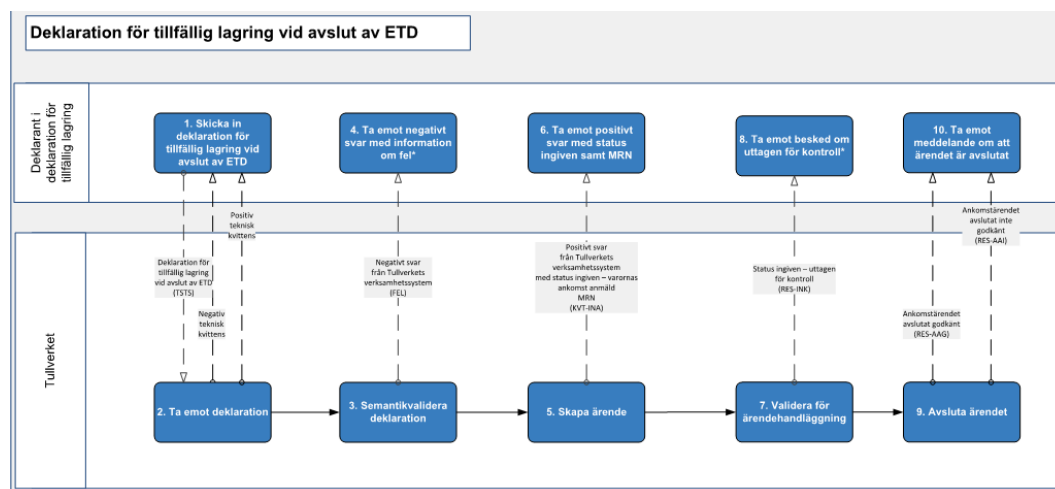 Deklaration för tillfällig lagring vid avslut av ETD
Deklarant i
deklaration för
tillfällig lagring
1. Skicka in
deklaration för
tillfällig lagring vid
avslut av ETD
4. Ta emot negativt
svar med information
om fel*
6. Ta emot positivt
svar med status
ingiven samt MRN
8. Ta emot besked om
uttagen för kontroll*
10. Ta emot
meddelande om att
ärendet är avslutat
Positiv
teknisk
kvittens
Ankomstärendet
avslutat inte
godkänt
(RES-AAI)
Deklaration för
tillfällig lagring
vid avslut av ETD
(TSTS)
Negativt svar
från Tullverkets
verksamhetssystem
(FEL)
Positivt svar
från Tullverkets
verksamhetssystem
med status ingiven – varornas
ankomst anmäld
MRN
(KVT-INA)
Status ingiven – uttagen
för kontroll
(RES-INK)
Negativ
teknisk
kvittens
Ankomstärendet
avslutat godkänt
(RES-AAG)
Tullverket
2. Ta emot deklaration
3. Semantikvalidera
deklaration
5. Skapa ärende
7. Validera för
ärendehandläggning
9. Avsluta ärendet